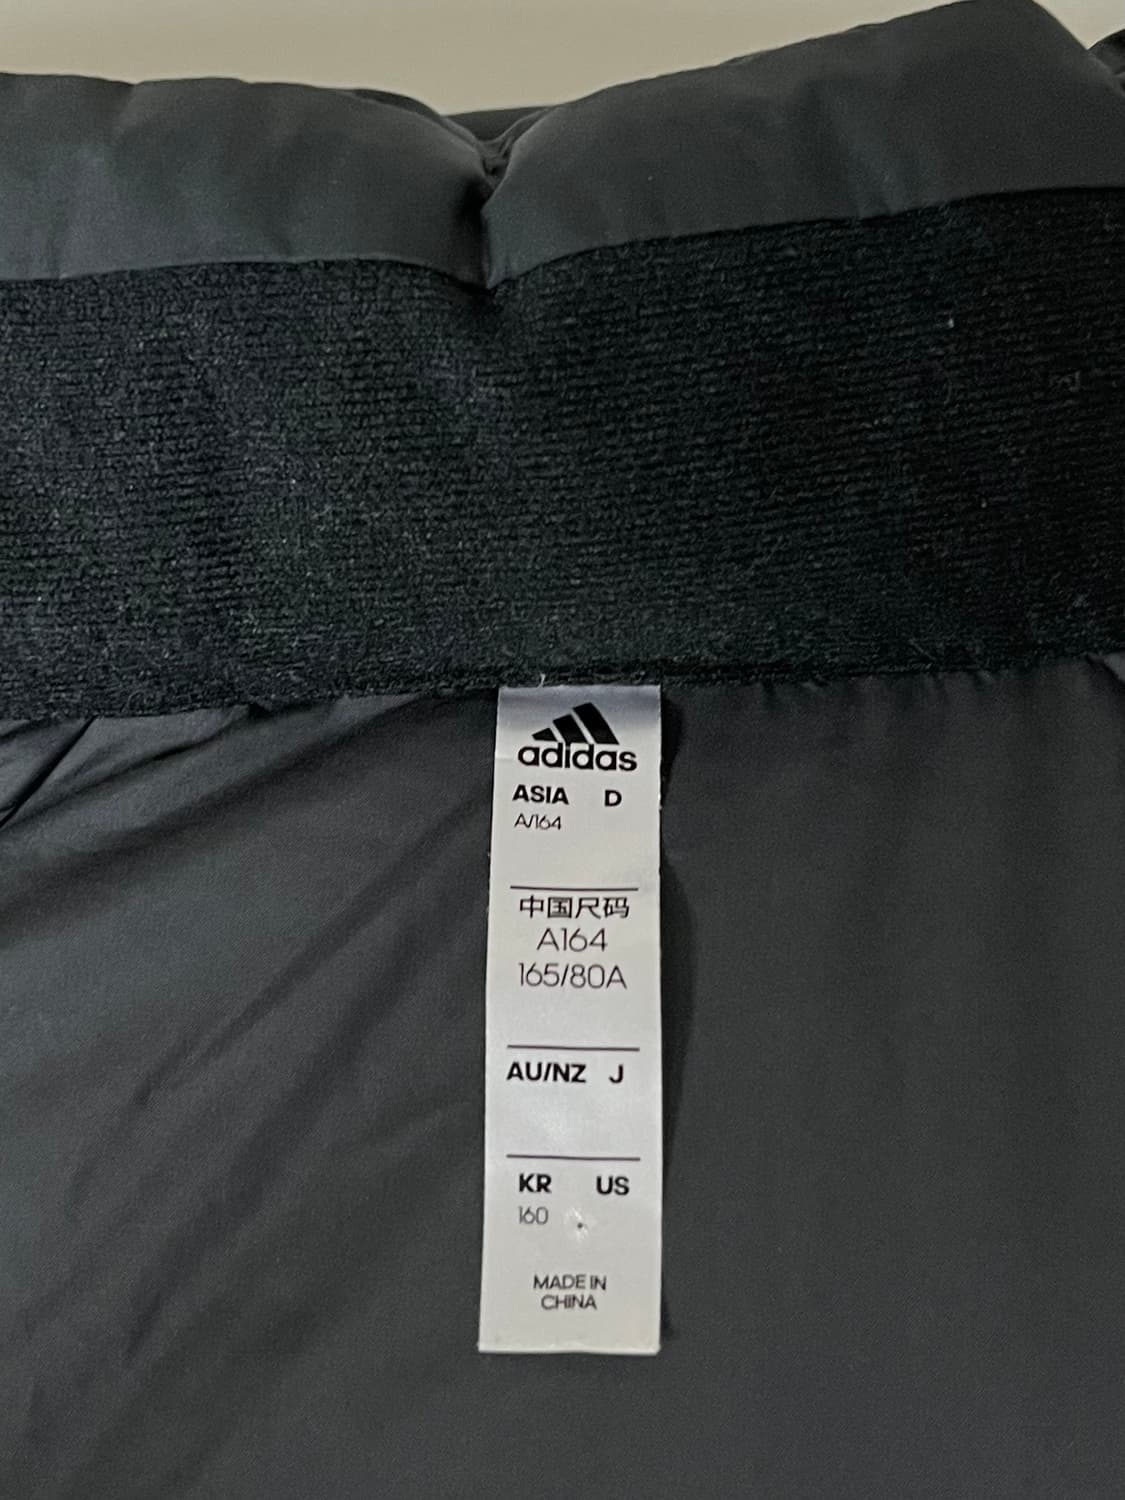 adidas
ASIA D
A/164
中国尺码
A164
165/80A
AU/NZ J
KR US
160
MADE IN
CHINA